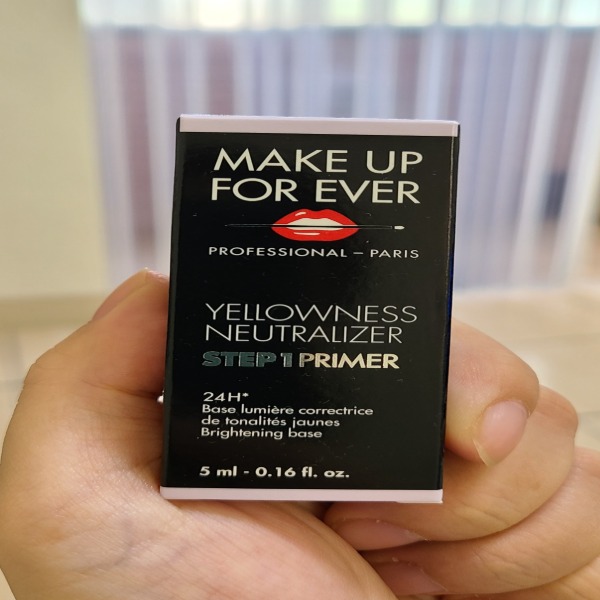 MAKE UP
FOR EVER
PROFESSIONAL – PARIS
YELLOWNESS
NEUTRALIZER
STEP 1 PRIMER
24H*
Base lumière correctrice
de tonalités jaunes
Brightening base
5 ml - 0.16 fl. oz.